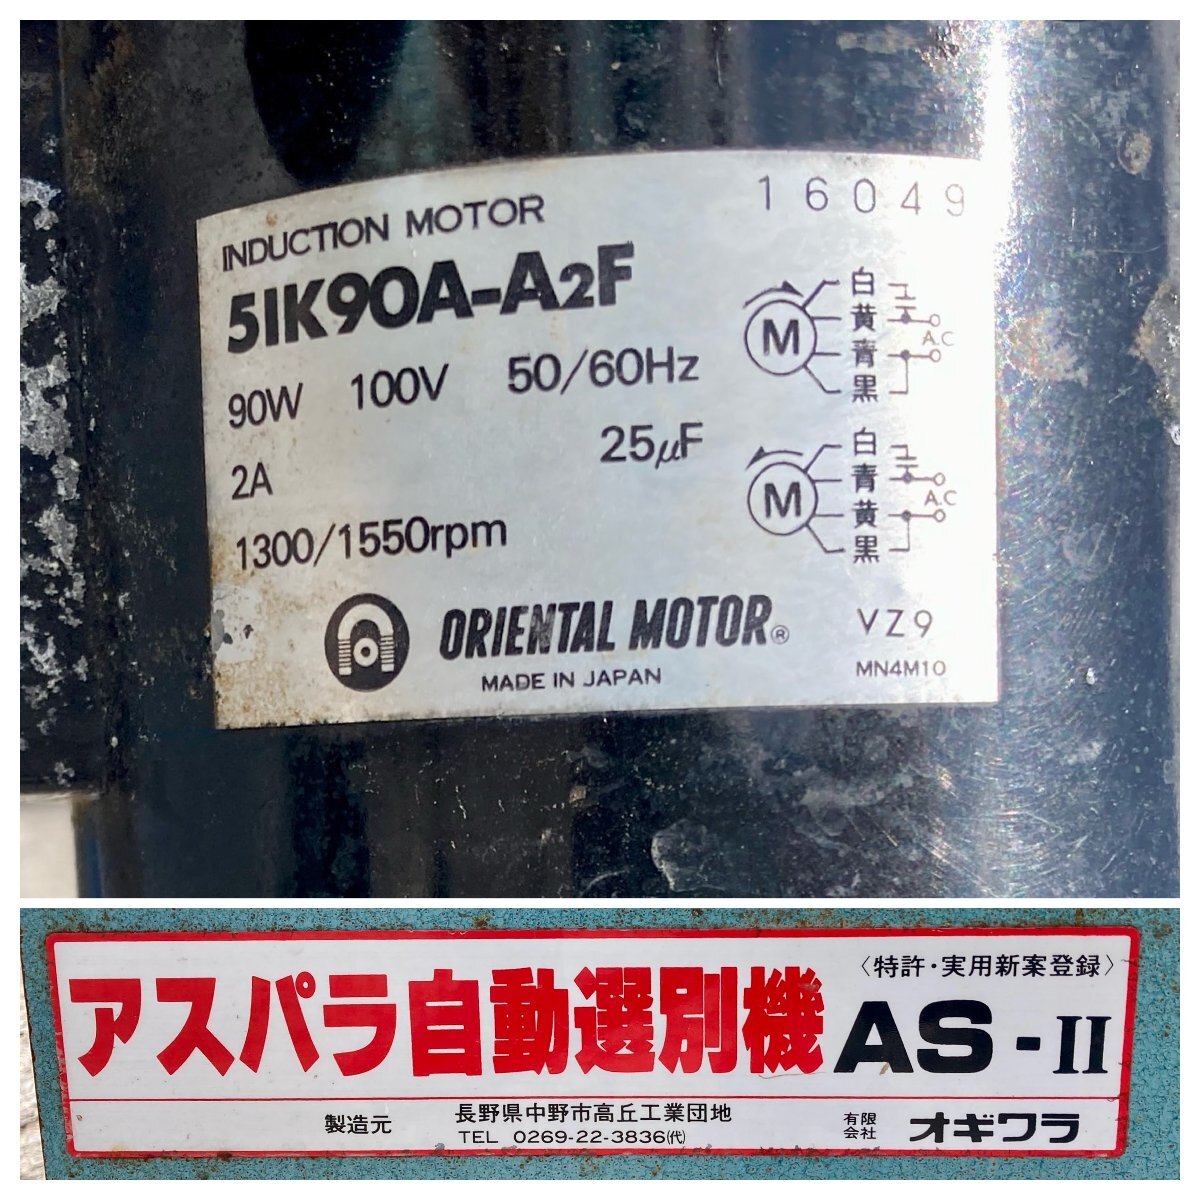 INDUCTION MOTOR 16049
5IK90A-A2F
90W 100V 50/60Hz
25μF
2A
1300/1550rpm
M
白
黄
青
黒
A.C
M
白
青
黄
黒
A.C
ORIENTAL MOTOR® VZ9
MADE IN JAPAN MN4M10
〈特許・実用新案登録〉
アスパラ自動選別機 AS-II
製造元 長野県中野市高丘工業団地
TEL 0269-22-3836㈹
有限会社 オギワラ